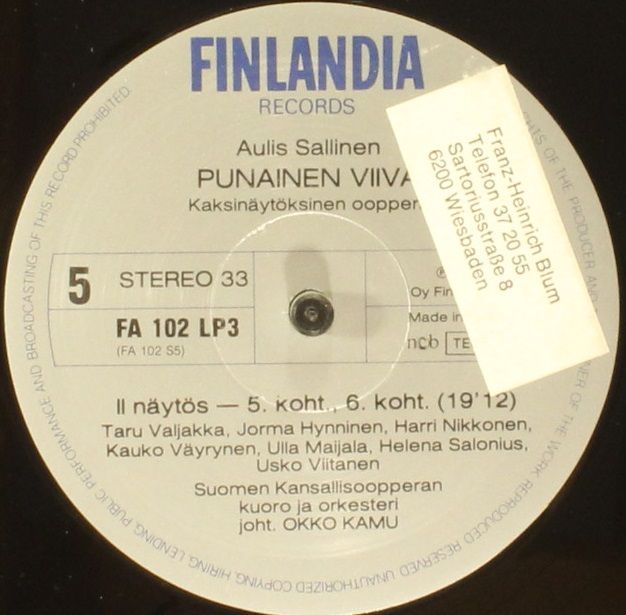 FINLANDIA
RECORDS
Aulis Sallinen
PUNAINEN VIIVA
Kaksinäytöksinen ooppera
5
STEREO 33
FA 102 LP3
(FA 102 S5)
℗
Oy Fin
Made in
ncb TE
II näytös — 5. koht., 6. koht. (19'12)
Taru Valjakka, Jorma Hynninen, Harri Nikkonen,
Kauko Väyrynen, Ulla Maijala, Helena Salonius,
Usko Viitanen
Suomen Kansallisoopperan
kuoro ja orkesteri
joht. OKKO KAMU
Franz-Heinrich Blum
Telefon 37 20 55
Sartoriusstraße 8
6200 Wiesbaden
OF THE PRODUCER AND OF THE WORK REPRODUCED RESERVED. UNAUTHORIZED COPYING, HIRING, LENDING, PUBLIC PERFORMANCE AND BROADCASTING OF THIS RECORD PROHIBITED.